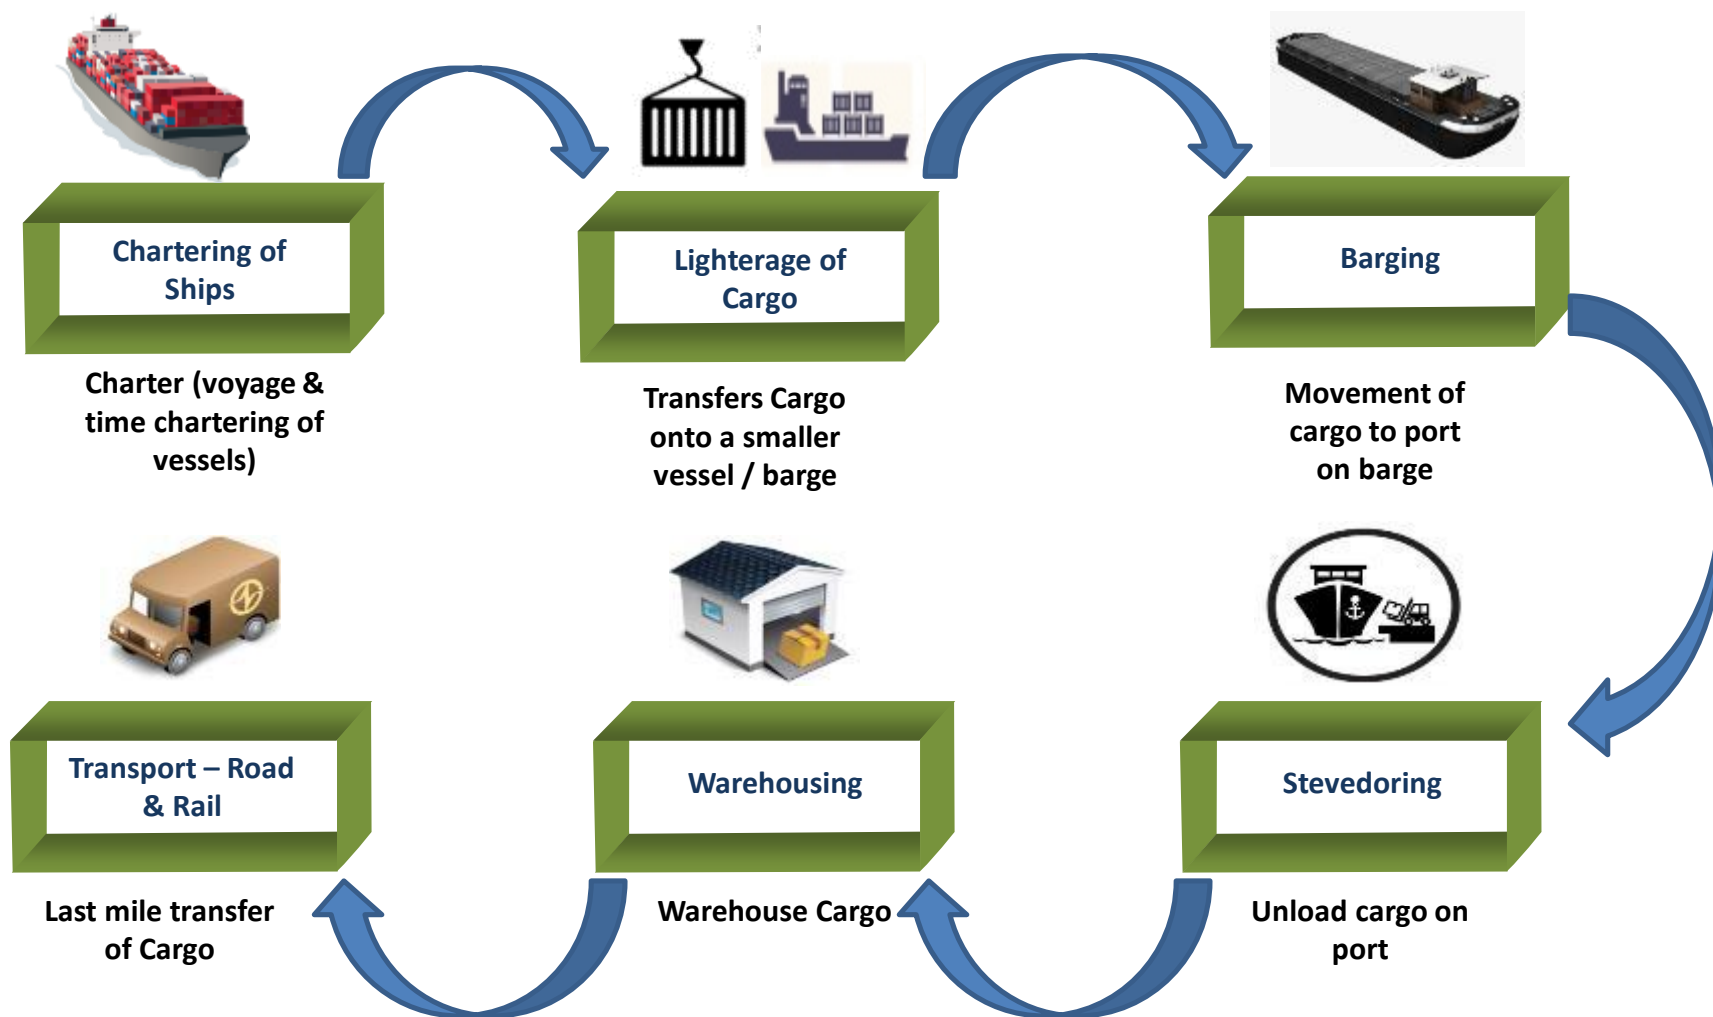 Chartering of
Ships
Charter (voyage &
time chartering of
vessels)
Lighterage of
Cargo
Transfers Cargo
onto a smaller
vessel / barge
Barging
Movement of
cargo to port
on barge
Stevedoring
Unload cargo on
port
Warehousing
Warehouse Cargo
Transport – Road
& Rail
Last mile transfer
of Cargo